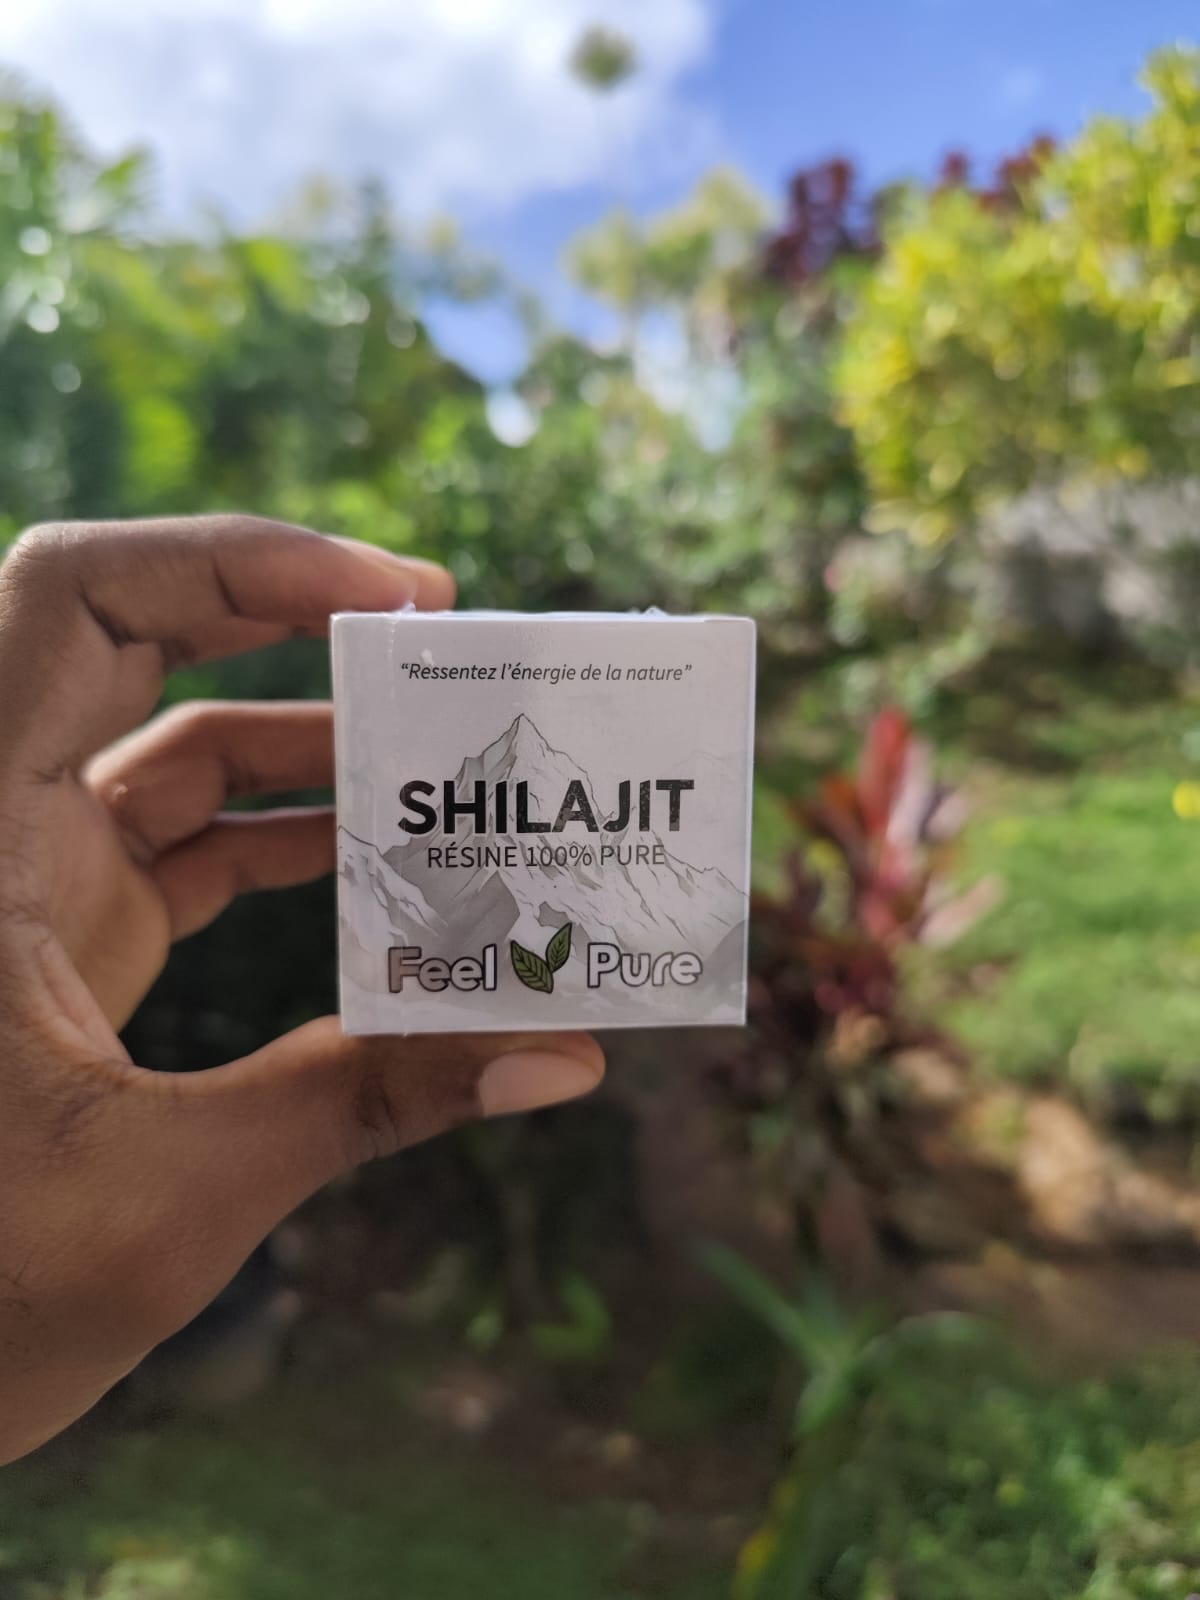 “Ressentez l’énergie de la nature”
SHILAJIT
RÉSINE 100% PURE
Feel Pure